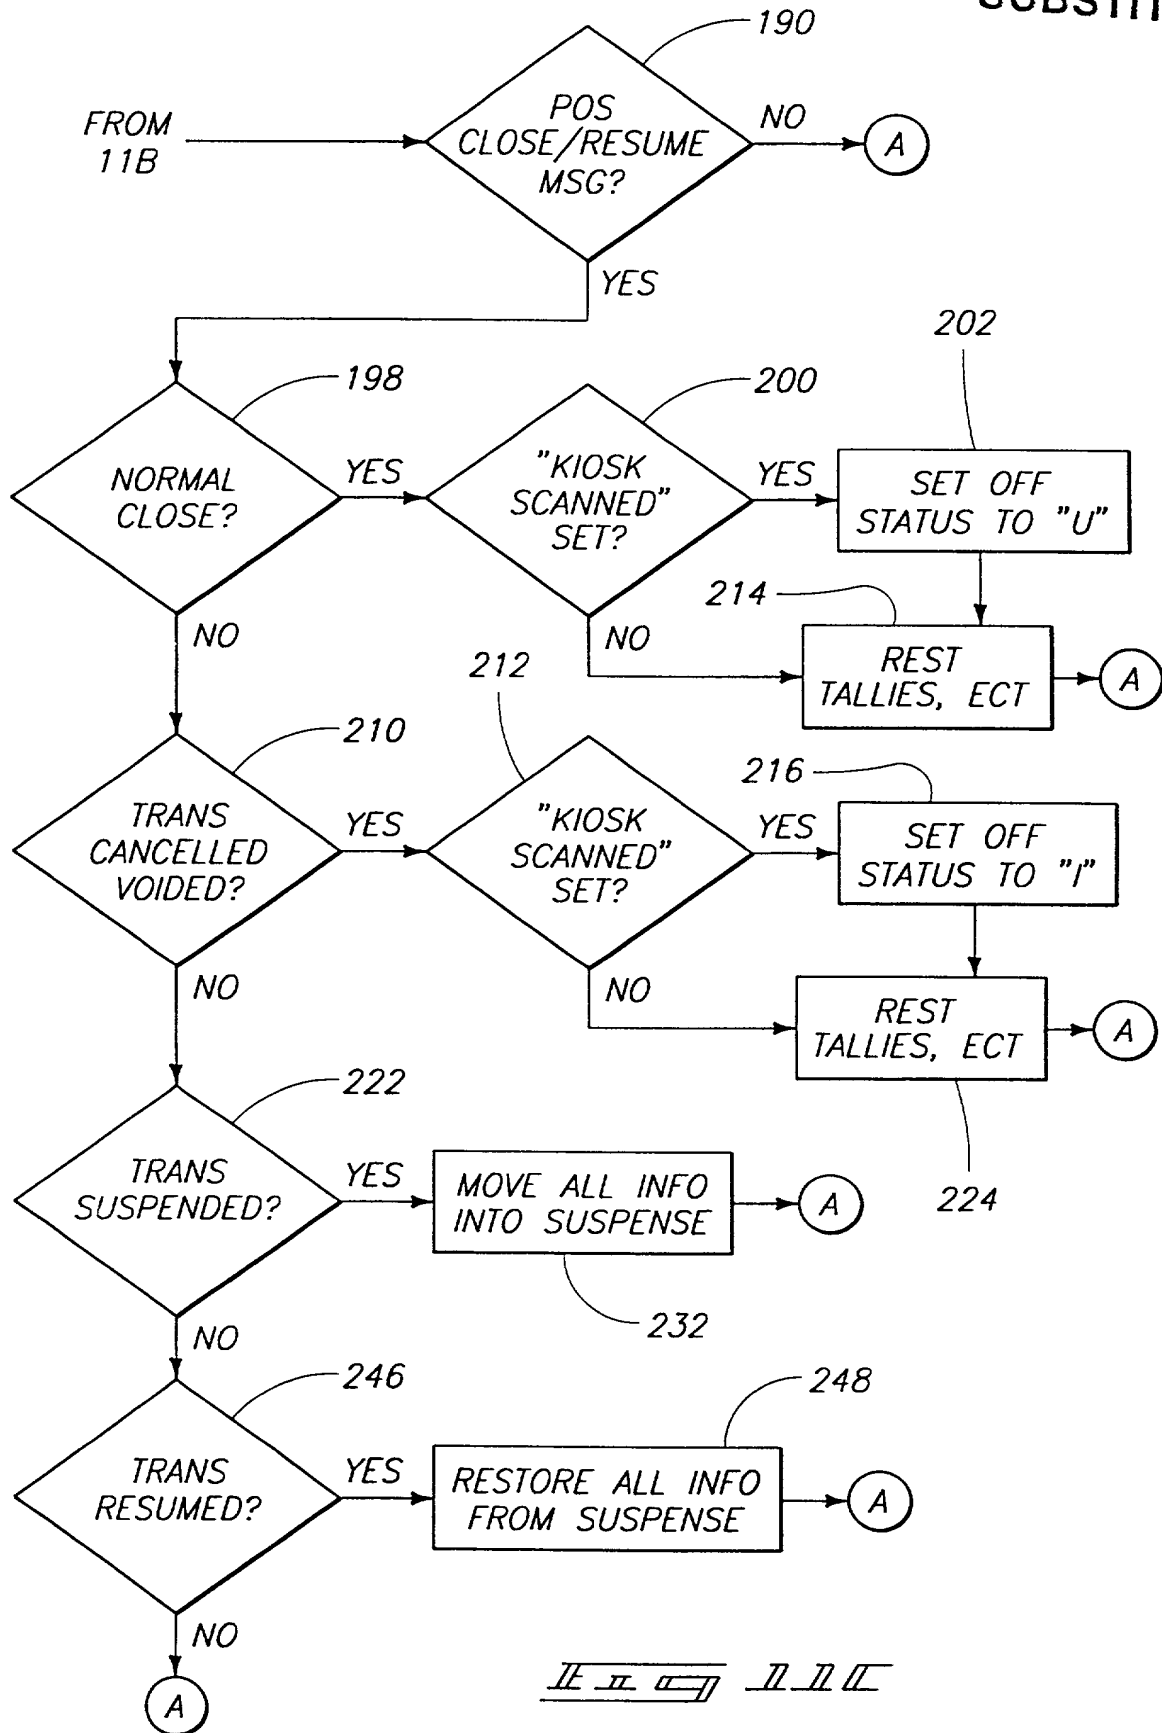 190
FROM
11B
POS
CLOSE/RESUME
MSG?
NO
A
YES
202
198
200
NORMAL
CLOSE?
YES
"KIOSK
SCANNED"
SET?
YES
SET OFF
STATUS TO "U"
214
NO
NO
REST
TALLIES, ECT
A
212
210
216
TRANS
CANCELLED
VOIDED?
YES
"KIOSK
SCANNED"
SET?
YES
SET OFF
STATUS TO "I"
NO
NO
REST
TALLIES, ECT
A
222
224
TRANS
SUSPENDED?
YES
MOVE ALL INFO
INTO SUSPENSE
A
232
NO
246
248
TRANS
RESUMED?
YES
RESTORE ALL INFO
FROM SUSPENSE
A
NO
A
Fig 11C